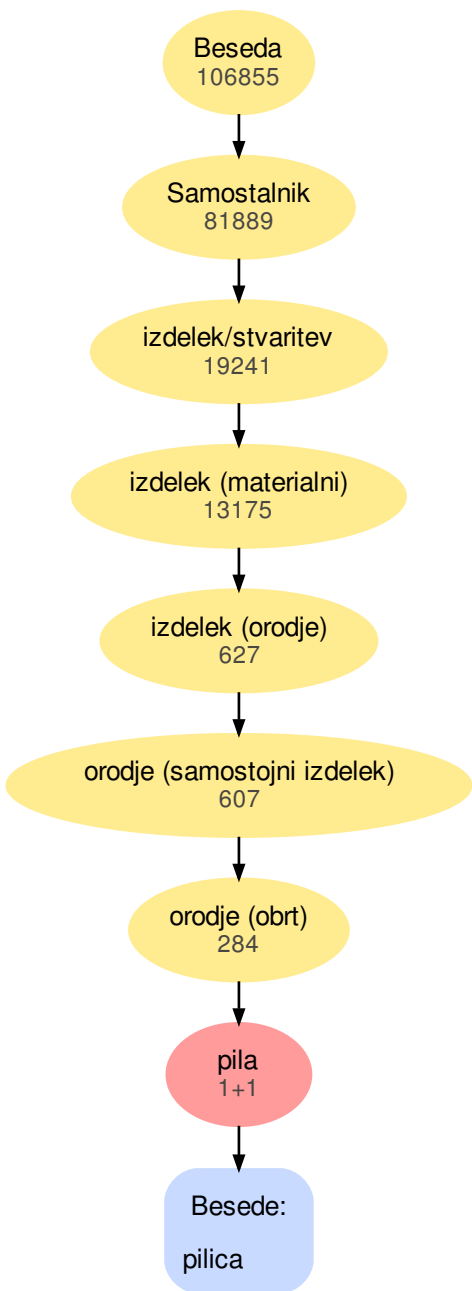 Beseda
106855
Samostalnik
81889
izdelek/stvaritev
19241
izdelek (materialni)
13175
izdelek (orodje)
627
orodje (samostojni izdelek)
607
orodje (obrt)
284
pila
1+1
Besede:
pilica